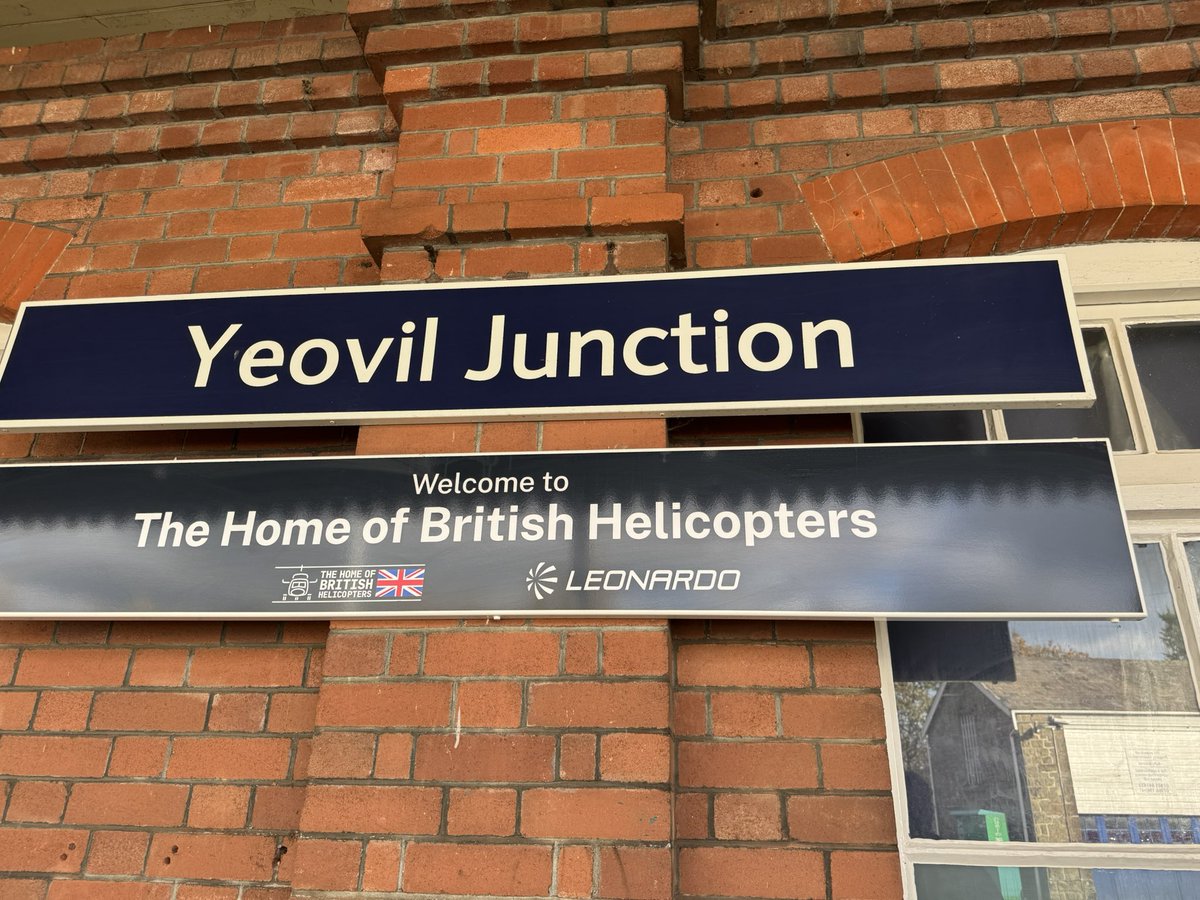 Yeovil Junction
Welcome to
The Home of British Helicopters
THE HOME OF
BRITISH
HELICOPTERS
LEONARDO